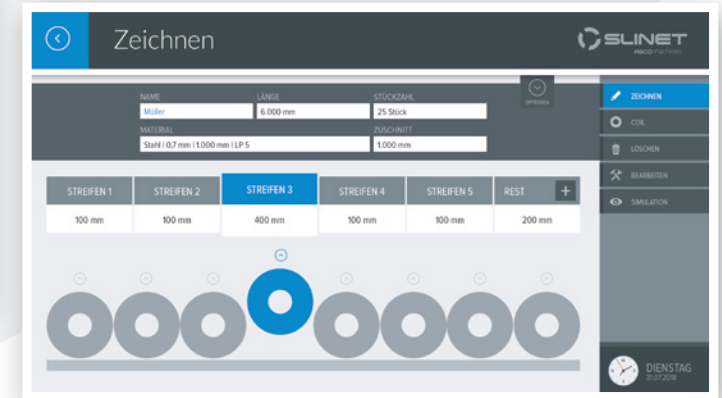 Zeichnen
SLINET
ASCO machinen
NAME
LÄNGE
STÜCKZAHL
OPTIONEN
Müller
6.000 mm
25 Stück
MATERIAL
ZUSCHNITT
Stahl | 0,7 mm | 1.000 mm | LP 5
1.000 mm
ZEICHNEN
COIL
LÖSCHEN
BEARBEITEN
SIMULATION
STREIFEN 1
STREIFEN 2
STREIFEN 3
STREIFEN 4
STREIFEN 5
REST
+
100 mm
100 mm
400 mm
100 mm
100 mm
200 mm
DIENSTAG
31.07.2018